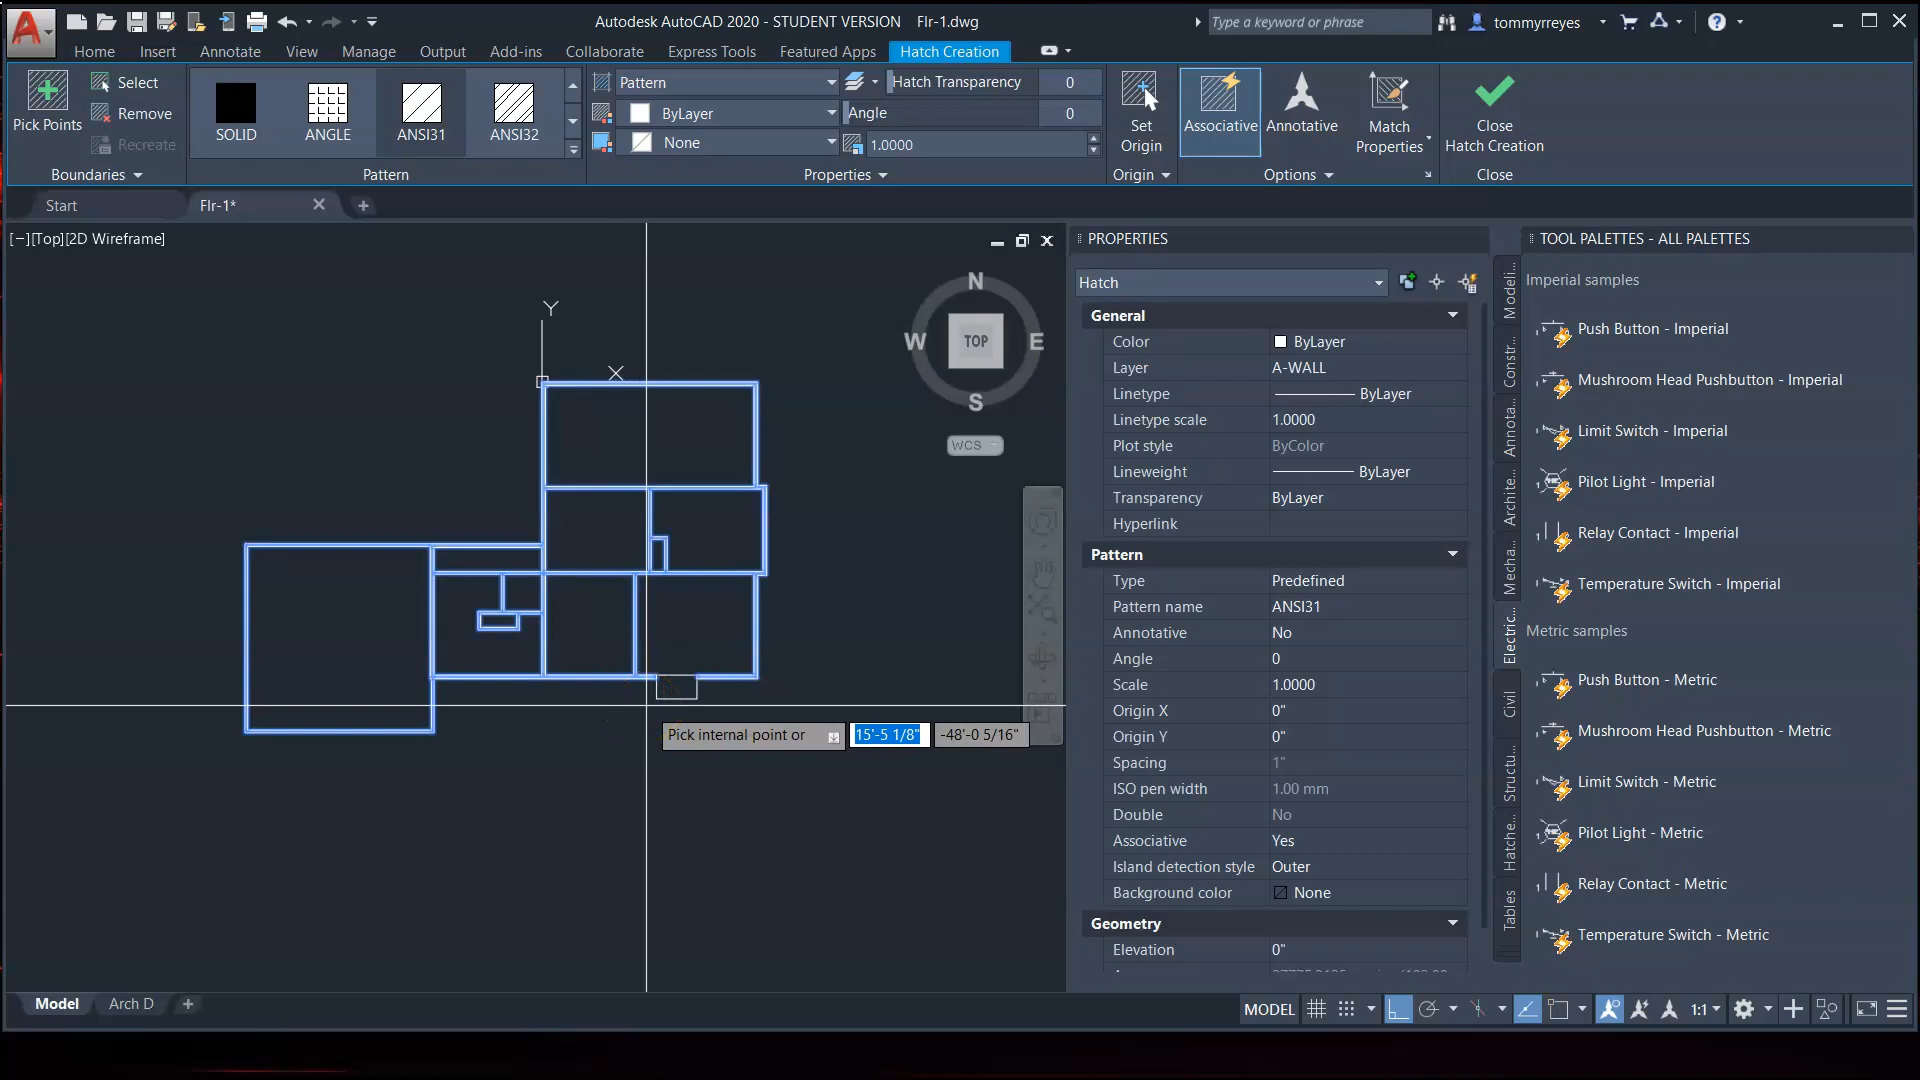 Autodesk AutoCAD 2020 - STUDENT VERSION Flr-1.dwg
Type a keyword or phrase
tommyrreyes
Home Insert Annotate View Manage Output Add-ins Collaborate Express Tools Featured Apps Hatch Creation
Pick Points
Select
Remove
Recreate
Boundaries
SOLID ANGLE ANSI31 ANSI32
Pattern
Pattern
ByLayer
None
Hatch Transparency 0
Angle 0
1.0000
Properties
Set Origin
Origin
Associative
Annotative
Match Properties
Options
Close Hatch Creation
Close
Start
Flr-1*
[−][Top][2D Wireframe]
Y
X
N
W TOP E
S
WCS
Pick internal point or 15'-5 1/8" -48'-0 5/16"
PROPERTIES
Hatch
General
Color ByLayer
Layer A-WALL
Linetype ByLayer
Linetype scale 1.0000
Plot style ByColor
Lineweight ByLayer
Transparency ByLayer
Hyperlink
Pattern
Type Predefined
Pattern name ANSI31
Annotative No
Angle 0
Scale 1.0000
Origin X 0"
Origin Y 0"
Spacing 1"
ISO pen width 1.00 mm
Double No
Associative Yes
Island detection style Outer
Background color None
Geometry
Elevation 0"
TOOL PALETTES - ALL PALETTES
Modeli...
Constr...
Annota...
Archite...
Mecha...
Electric...
Civil
Structu...
Hatche...
Tables
Imperial samples
Push Button - Imperial
Mushroom Head Pushbutton - Imperial
Limit Switch - Imperial
Pilot Light - Imperial
Relay Contact - Imperial
Temperature Switch - Imperial
Metric samples
Push Button - Metric
Mushroom Head Pushbutton - Metric
Limit Switch - Metric
Pilot Light - Metric
Relay Contact - Metric
Temperature Switch - Metric
Model
Arch D
MODEL
1:1